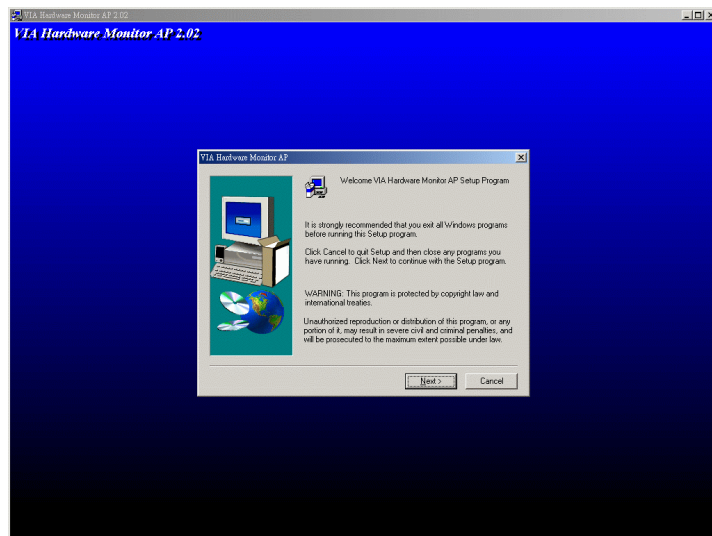 VIA Hardware Monitor AP 2.02
VIA Hardware Monitor AP 2.02
VIA Hardware Monitor AP
Welcome VIA Hardware Monitor AP Setup Program
It is strongly recommended that you exit all Windows programs
before running this Setup program.
Click Cancel to quit Setup and then close any programs you
have running. Click Next to continue with the Setup program.
WARNING: This program is protected by copyright law and
international treaties.
Unauthorized reproduction or distribution of this program, or any
portion of it, may result in severe civil and criminal penalties, and
will be prosecuted to the maximum extent possible under law.
Next >
Cancel